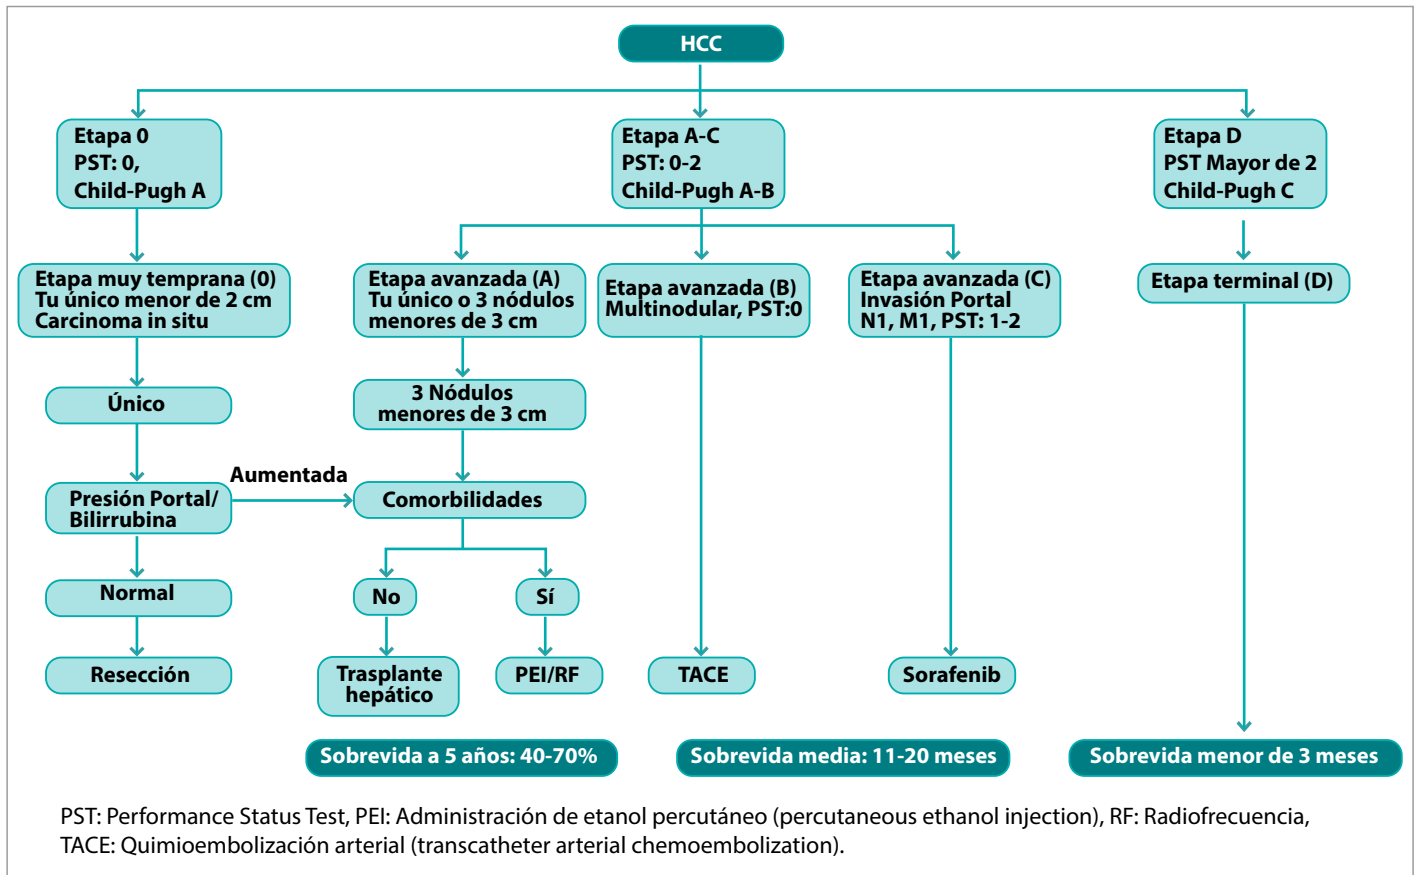 HCC
Etapa 0
PST: 0,
Child-Pugh A
Etapa A-C
PST: 0-2
Child-Pugh A-B
Etapa D
PST Mayor de 2
Child-Pugh C
Etapa muy temprana (0)
Tu único menor de 2 cm
Carcinoma in situ
Etapa avanzada (A)
Tu único o 3 nódulos
menores de 3 cm
Etapa avanzada (B)
Multinodular, PST:0
Etapa avanzada (C)
Invasión Portal
N1, M1, PST: 1-2
Etapa terminal (D)
Único
3 Nódulos
menores de 3 cm
Presión Portal/
Bilirrubina
Aumentada
Comorbilidades
Normal
No
Sí
Resección
Trasplante
hepático
PEI/RF
TACE
Sorafenib
Sobrevida a 5 años: 40-70%
Sobrevida media: 11-20 meses
Sobrevida menor de 3 meses
PST: Performance Status Test, PEI: Administración de etanol percutáneo (percutaneous ethanol injection), RF: Radiofrecuencia,
TACE: Quimioembolización arterial (transcatheter arterial chemoembolization).